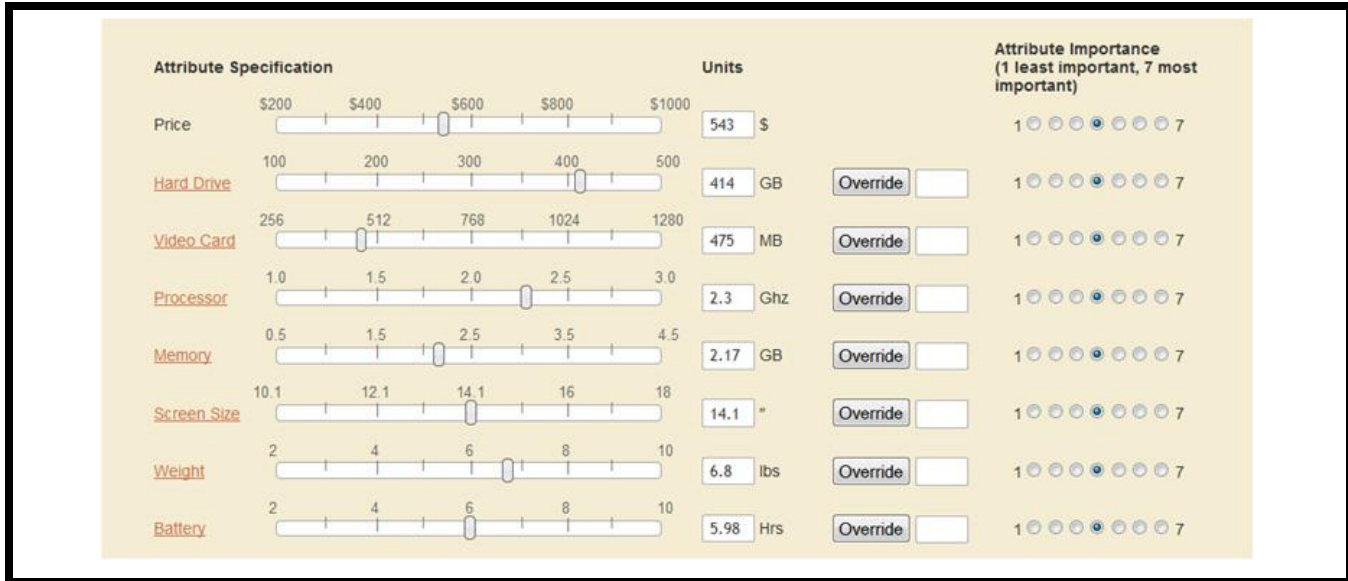 Attribute Specification
Units
Attribute Importance
(1 least important, 7 most
important)
$200 $400 $600 $800 $1000
Price 543 $ 1 7
100 200 300 400 500
Hard Drive 414 GB Override 1 7
256 512 768 1024 1280
Video Card 475 MB Override 1 7
1.0 1.5 2.0 2.5 3.0
Processor 2.3 Ghz Override 1 7
0.5 1.5 2.5 3.5 4.5
Memory 2.17 GB Override 1 7
10.1 12.1 14.1 16 18
Screen Size 14.1 " Override 1 7
2 4 6 8 10
Weight 6.8 lbs Override 1 7
2 4 6 8 10
Battery 5.98 Hrs Override 1 7